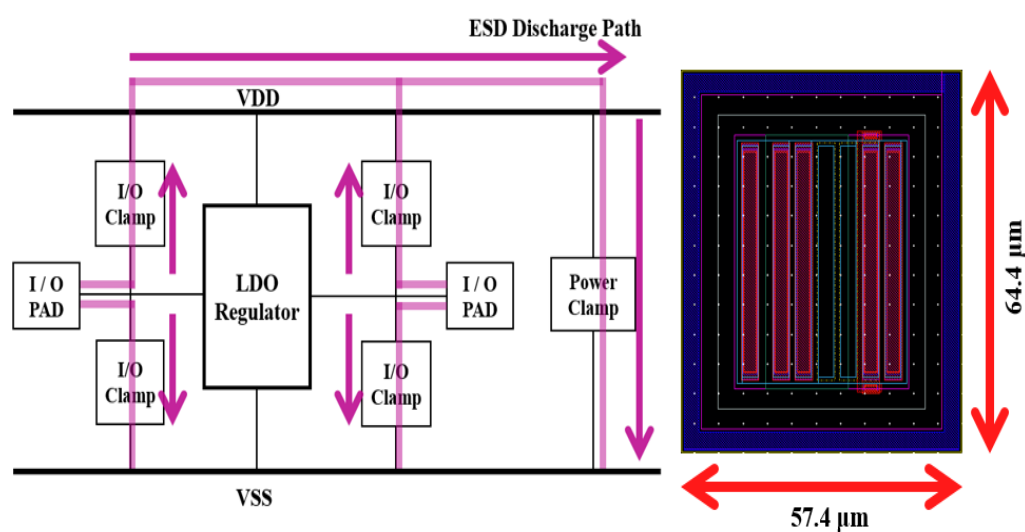 ESD Discharge Path
VDD
I/O
Clamp
I/O
Clamp
I / O
PAD
LDO
Regulator
I / O
PAD
Power
Clamp
I/O
Clamp
I/O
Clamp
VSS
64.4 μm
57.4 μm